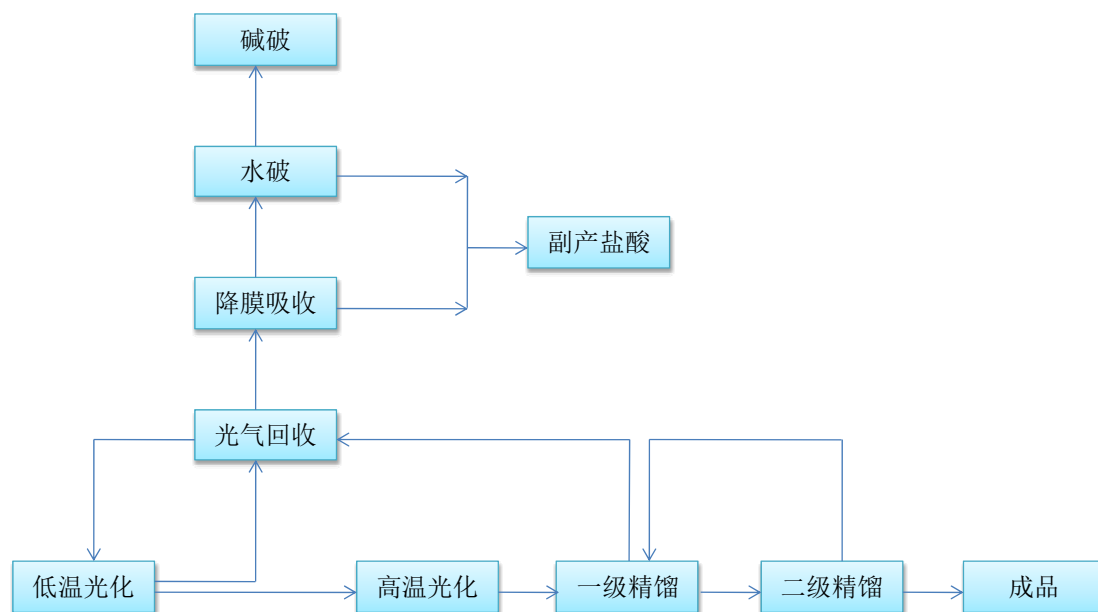 碱破
水破
副产盐酸
降膜吸收
光气回收
低温光化
高温光化
一级精馏
二级精馏
成品